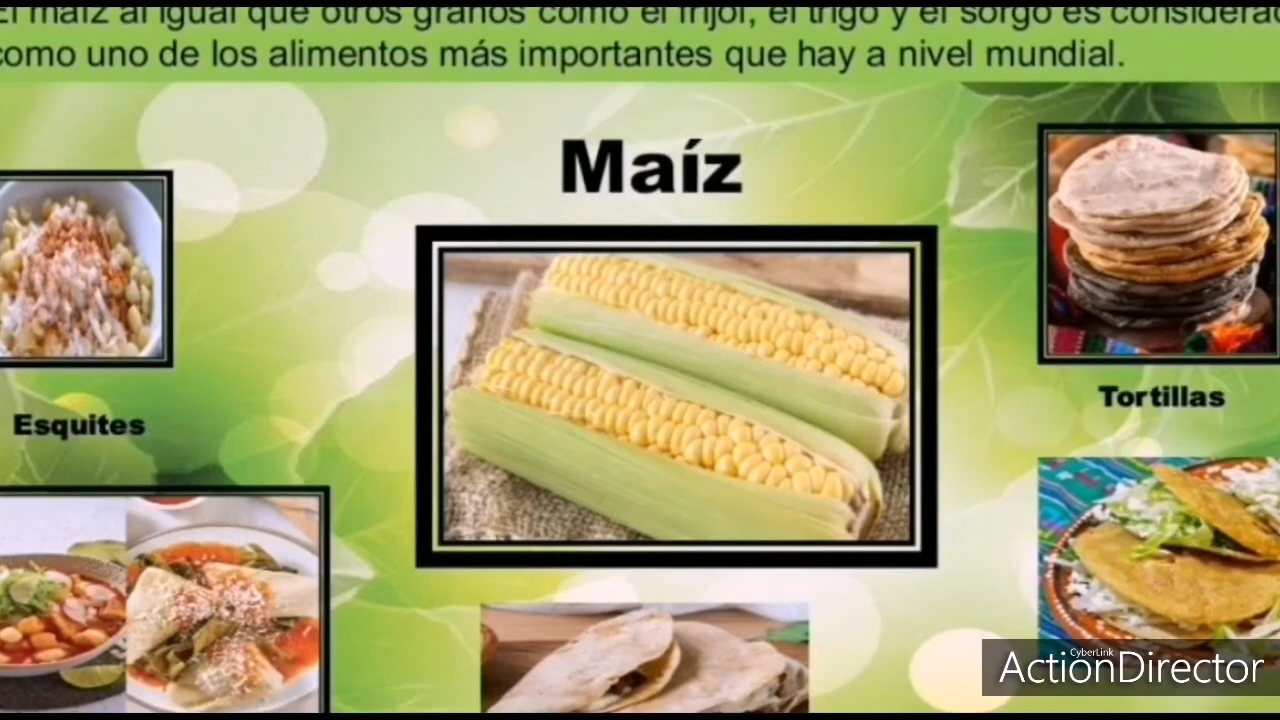 El maíz al igual que otros granos como el frijol, el trigo y el sorgo es
como uno de los alimentos más importantes que hay a nivel mundial.
Maíz
Esquites
Tortillas
CyberLink
ActionDirector